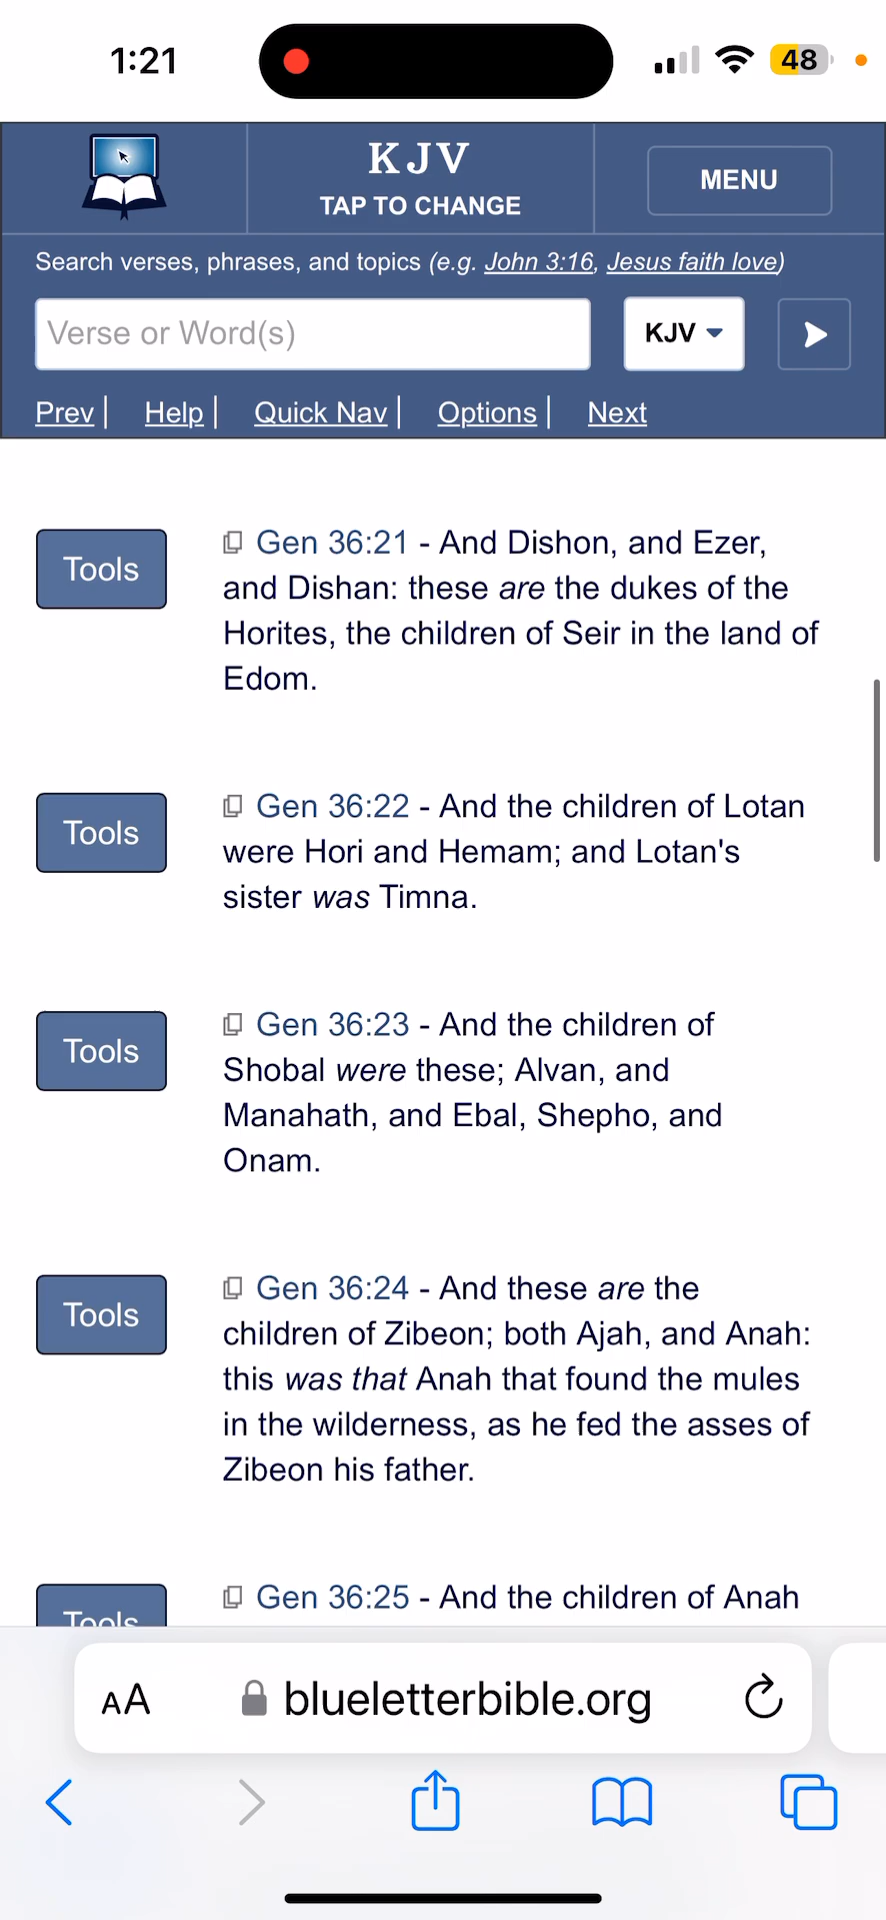 1:21
48
KJV
TAP TO CHANGE
MENU
Search verses, phrases, and topics (e.g. John 3:16, Jesus faith love)
Verse or Word(s)
KJV
Prev | Help | Quick Nav | Options | Next
Tools
Gen 36:21 - And Dishon, and Ezer,
and Dishan: these are the dukes of the
Horites, the children of Seir in the land of
Edom.
Tools
Gen 36:22 - And the children of Lotan
were Hori and Hemam; and Lotan's
sister was Timna.
Tools
Gen 36:23 - And the children of
Shobal were these; Alvan, and
Manahath, and Ebal, Shepho, and
Onam.
Tools
Gen 36:24 - And these are the
children of Zibeon; both Ajah, and Anah:
this was that Anah that found the mules
in the wilderness, as he fed the asses of
Zibeon his father.
Tools
Gen 36:25 - And the children of Anah
AA
blueletterbible.org